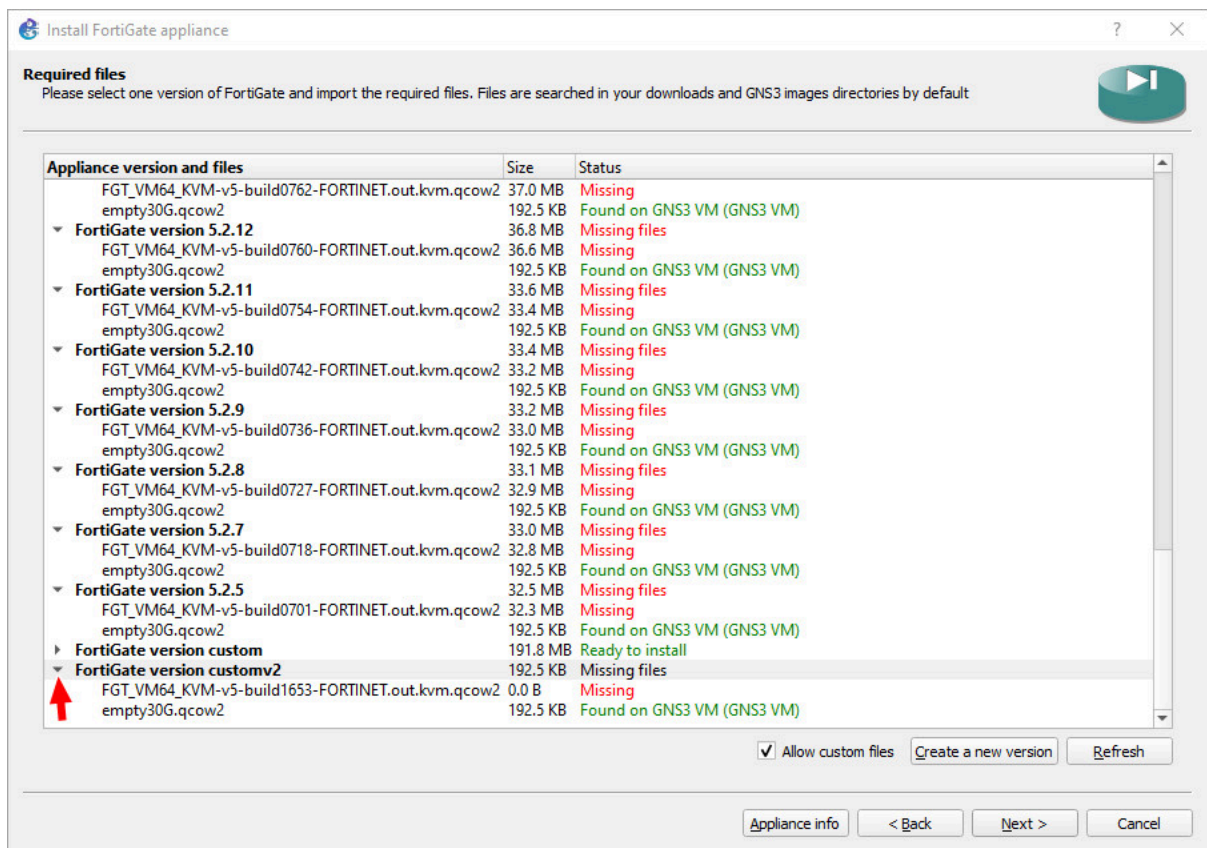 Install FortiGate appliance
Required files
Please select one version of FortiGate and import the required files. Files are searched in your downloads and GNS3 images directories by default
Appliance version and files Size Status
FGT_VM64_KVM-v5-build0762-FORTINET.out.kvm.qcow2 37.0 MB Missing
empty30G.qcow2 192.5 KB Found on GNS3 VM (GNS3 VM)
FortiGate version 5.2.12 36.8 MB Missing files
FGT_VM64_KVM-v5-build0760-FORTINET.out.kvm.qcow2 36.6 MB Missing
empty30G.qcow2 192.5 KB Found on GNS3 VM (GNS3 VM)
FortiGate version 5.2.11 33.6 MB Missing files
FGT_VM64_KVM-v5-build0754-FORTINET.out.kvm.qcow2 33.4 MB Missing
empty30G.qcow2 192.5 KB Found on GNS3 VM (GNS3 VM)
FortiGate version 5.2.10 33.4 MB Missing files
FGT_VM64_KVM-v5-build0742-FORTINET.out.kvm.qcow2 33.2 MB Missing
empty30G.qcow2 192.5 KB Found on GNS3 VM (GNS3 VM)
FortiGate version 5.2.9 33.2 MB Missing files
FGT_VM64_KVM-v5-build0736-FORTINET.out.kvm.qcow2 33.0 MB Missing
empty30G.qcow2 192.5 KB Found on GNS3 VM (GNS3 VM)
FortiGate version 5.2.8 33.1 MB Missing files
FGT_VM64_KVM-v5-build0727-FORTINET.out.kvm.qcow2 32.9 MB Missing
empty30G.qcow2 192.5 KB Found on GNS3 VM (GNS3 VM)
FortiGate version 5.2.7 33.0 MB Missing files
FGT_VM64_KVM-v5-build0718-FORTINET.out.kvm.qcow2 32.8 MB Missing
empty30G.qcow2 192.5 KB Found on GNS3 VM (GNS3 VM)
FortiGate version 5.2.5 32.5 MB Missing files
FGT_VM64_KVM-v5-build0701-FORTINET.out.kvm.qcow2 32.3 MB Missing
empty30G.qcow2 192.5 KB Found on GNS3 VM (GNS3 VM)
FortiGate version custom 191.8 MB Ready to install
FortiGate version customv2 192.5 KB Missing files
FGT_VM64_KVM-v5-build1653-FORTINET.out.kvm.qcow2 0.0 B Missing
empty30G.qcow2 192.5 KB Found on GNS3 VM (GNS3 VM)
Allow custom files Create a new version Refresh
Appliance info < Back Next > Cancel